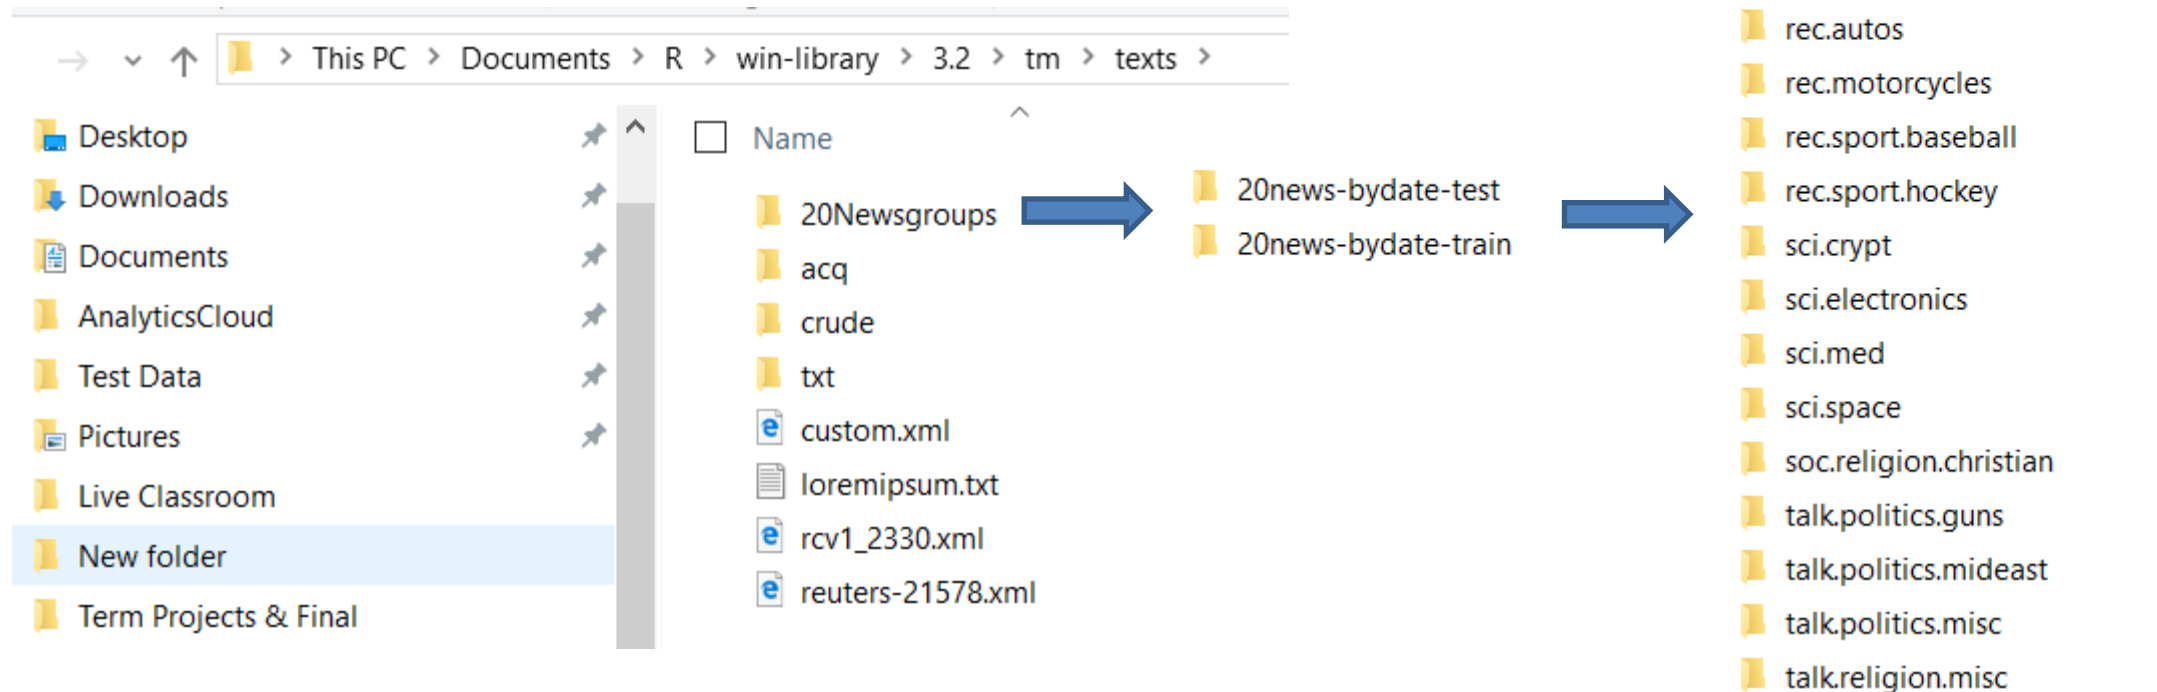 > This PC > Documents > R > win-library > 3.2 > tm > texts >
Desktop
Downloads
Documents
AnalyticsCloud
Test Data
Pictures
Live Classroom
New folder
Term Projects & Final
Name
20Newsgroups
acq
crude
txt
custom.xml
loremipsum.txt
rcv1_2330.xml
reuters-21578.xml
20news-bydate-test
20news-bydate-train
rec.autos
rec.motorcycles
rec.sport.baseball
rec.sport.hockey
sci.crypt
sci.electronics
sci.med
sci.space
soc.religion.christian
talk.politics.guns
talk.politics.mideast
talk.politics.misc
talk.religion.misc